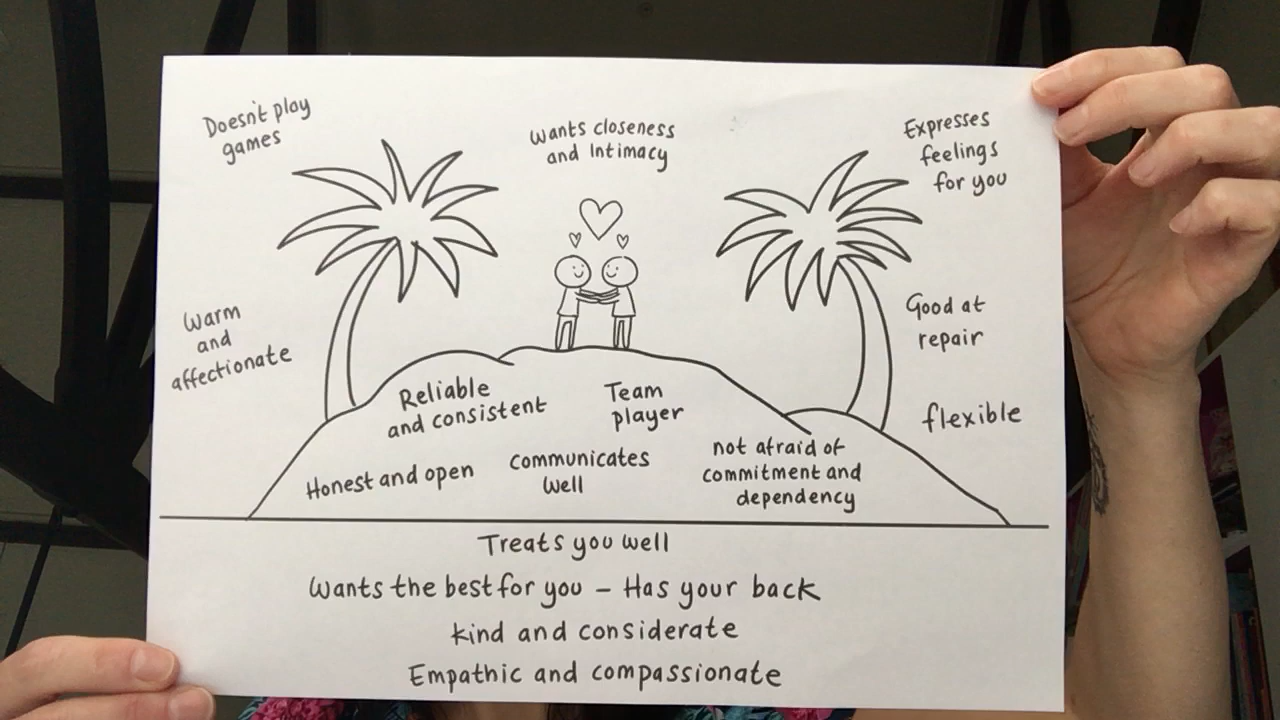 Doesn't play
games
Wants closeness
and Intimacy
Expresses
feelings
for you
Warm
and
affectionate
Good at
repair
flexible
Reliable
and consistent
Team
player
Honest and open
communicates
well
not afraid of
commitment and
dependency
Treats you well
Wants the best for you – Has your back
kind and considerate
Empathic and compassionate